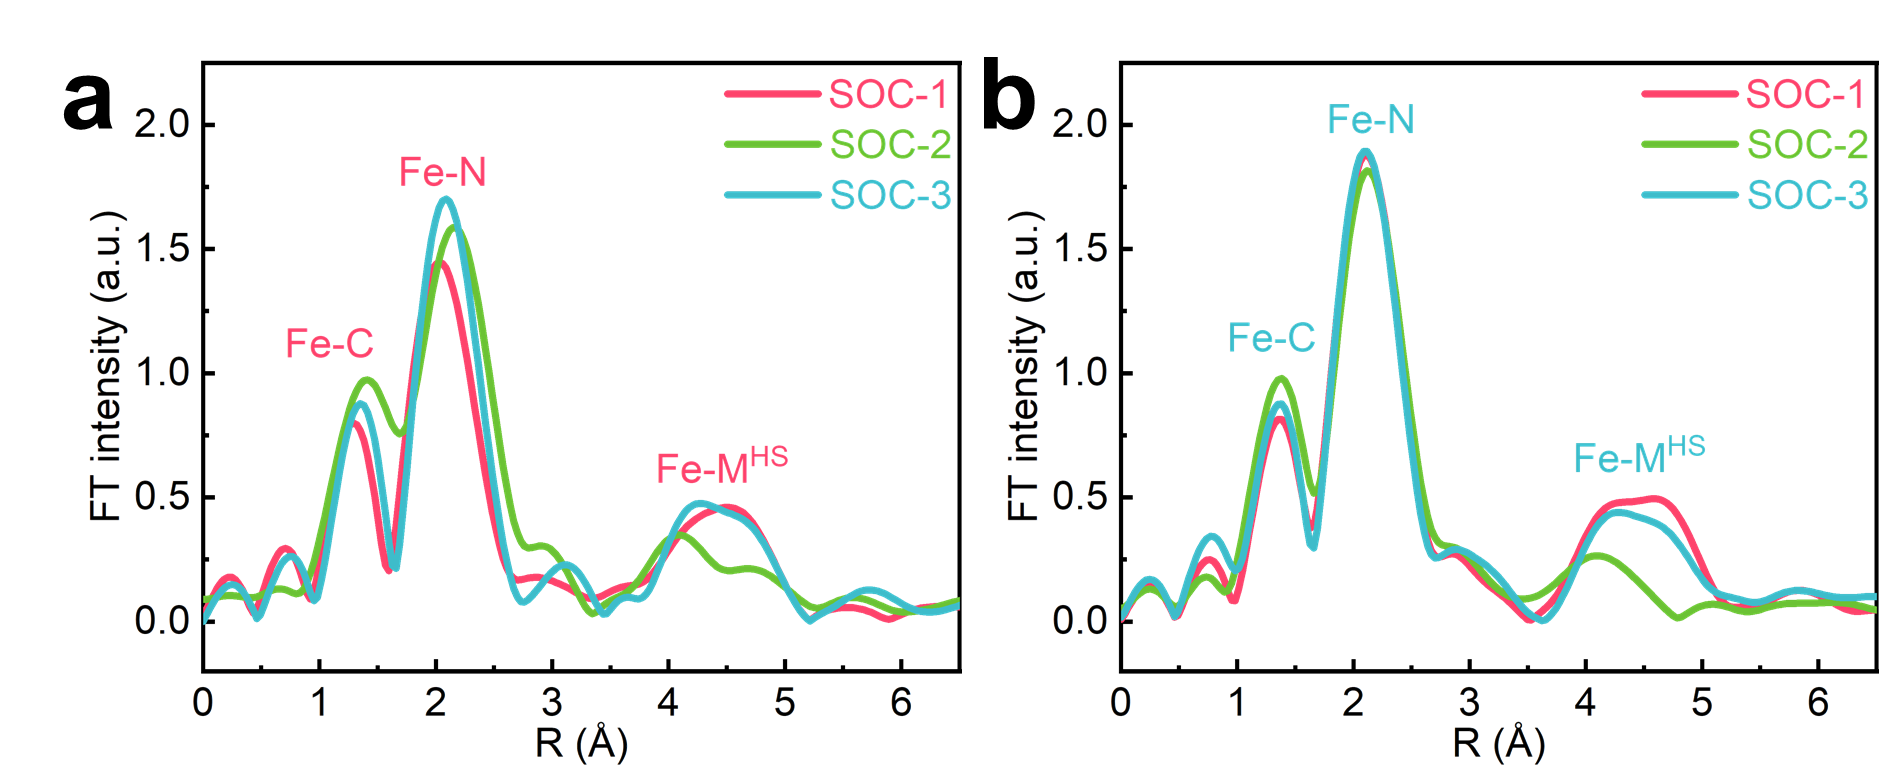 a
SOC-1
SOC-2
SOC-3
Fe-N
Fe-C
Fe-M^HS
FT intensity (a.u.)
2.0
1.5
1.0
0.5
0.0
0 1 2 3 4 5 6
R (Å)
b
SOC-1
SOC-2
SOC-3
Fe-N
Fe-C
Fe-M^HS
FT intensity (a.u.)
2.0
1.5
1.0
0.5
0.0
0 1 2 3 4 5 6
R (Å)